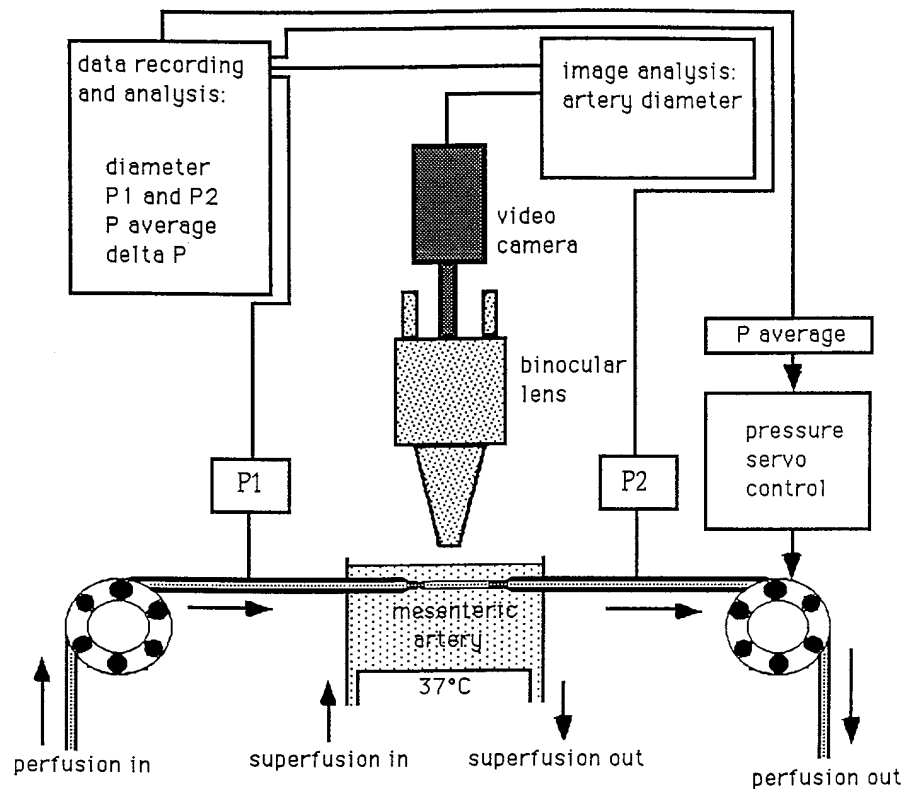 data recording
and analysis:
diameter
P1 and P2
P average
delta P
image analysis:
artery diameter
video
camera
binocular
lens
P average
pressure
servo
control
P1
P2
mesenteric
artery
37°C
perfusion in
superfusion in
superfusion out
perfusion out